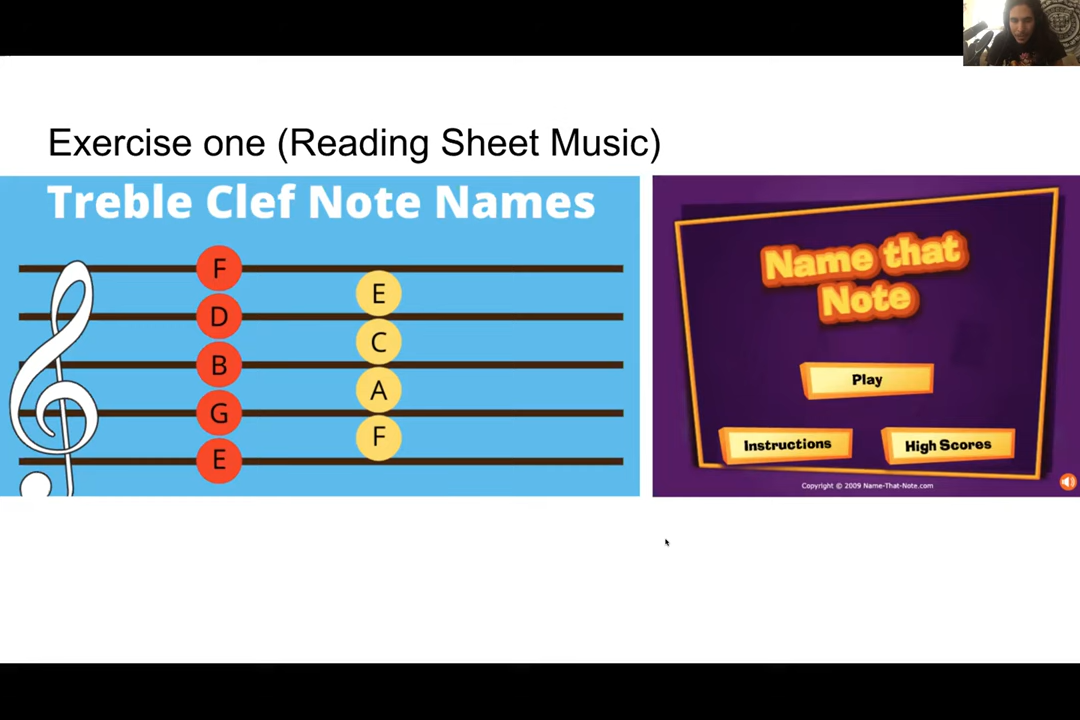 Exercise one (Reading Sheet Music)
Treble Clef Note Names
F
E
D
C
B
A
G
F
E
Name that
Note
Play
Instructions
High Scores
Copyright © 2009 Name-That-Note.com